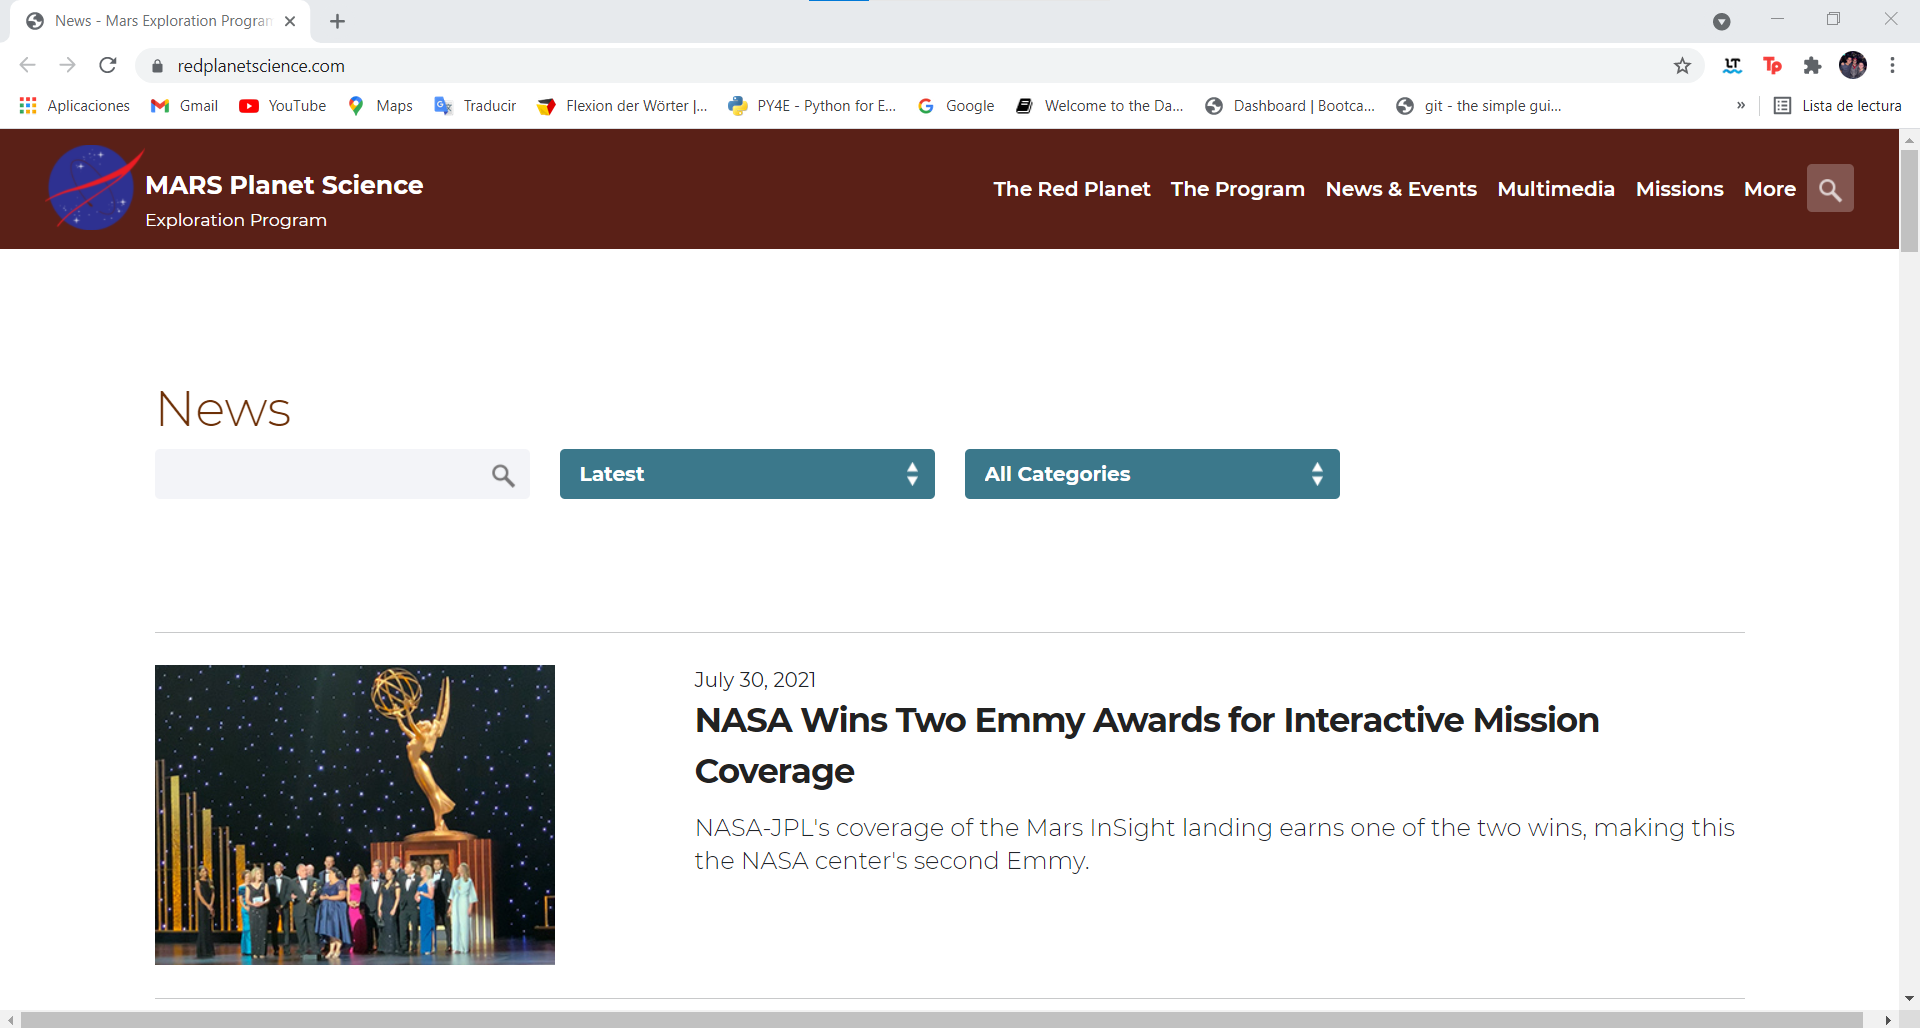 News - Mars Exploration Program
redplanetscience.com
Aplicaciones Gmail YouTube Maps Traducir Flexion der Wörter |... PY4E - Python for E... Google Welcome to the Da... Dashboard | Bootca... git - the simple gui... » Lista de lectura
MARS Planet Science
Exploration Program
The Red Planet The Program News & Events Multimedia Missions More
News
Latest All Categories
July 30, 2021
NASA Wins Two Emmy Awards for Interactive Mission
Coverage
NASA-JPL's coverage of the Mars InSight landing earns one of the two wins, making this
the NASA center's second Emmy.